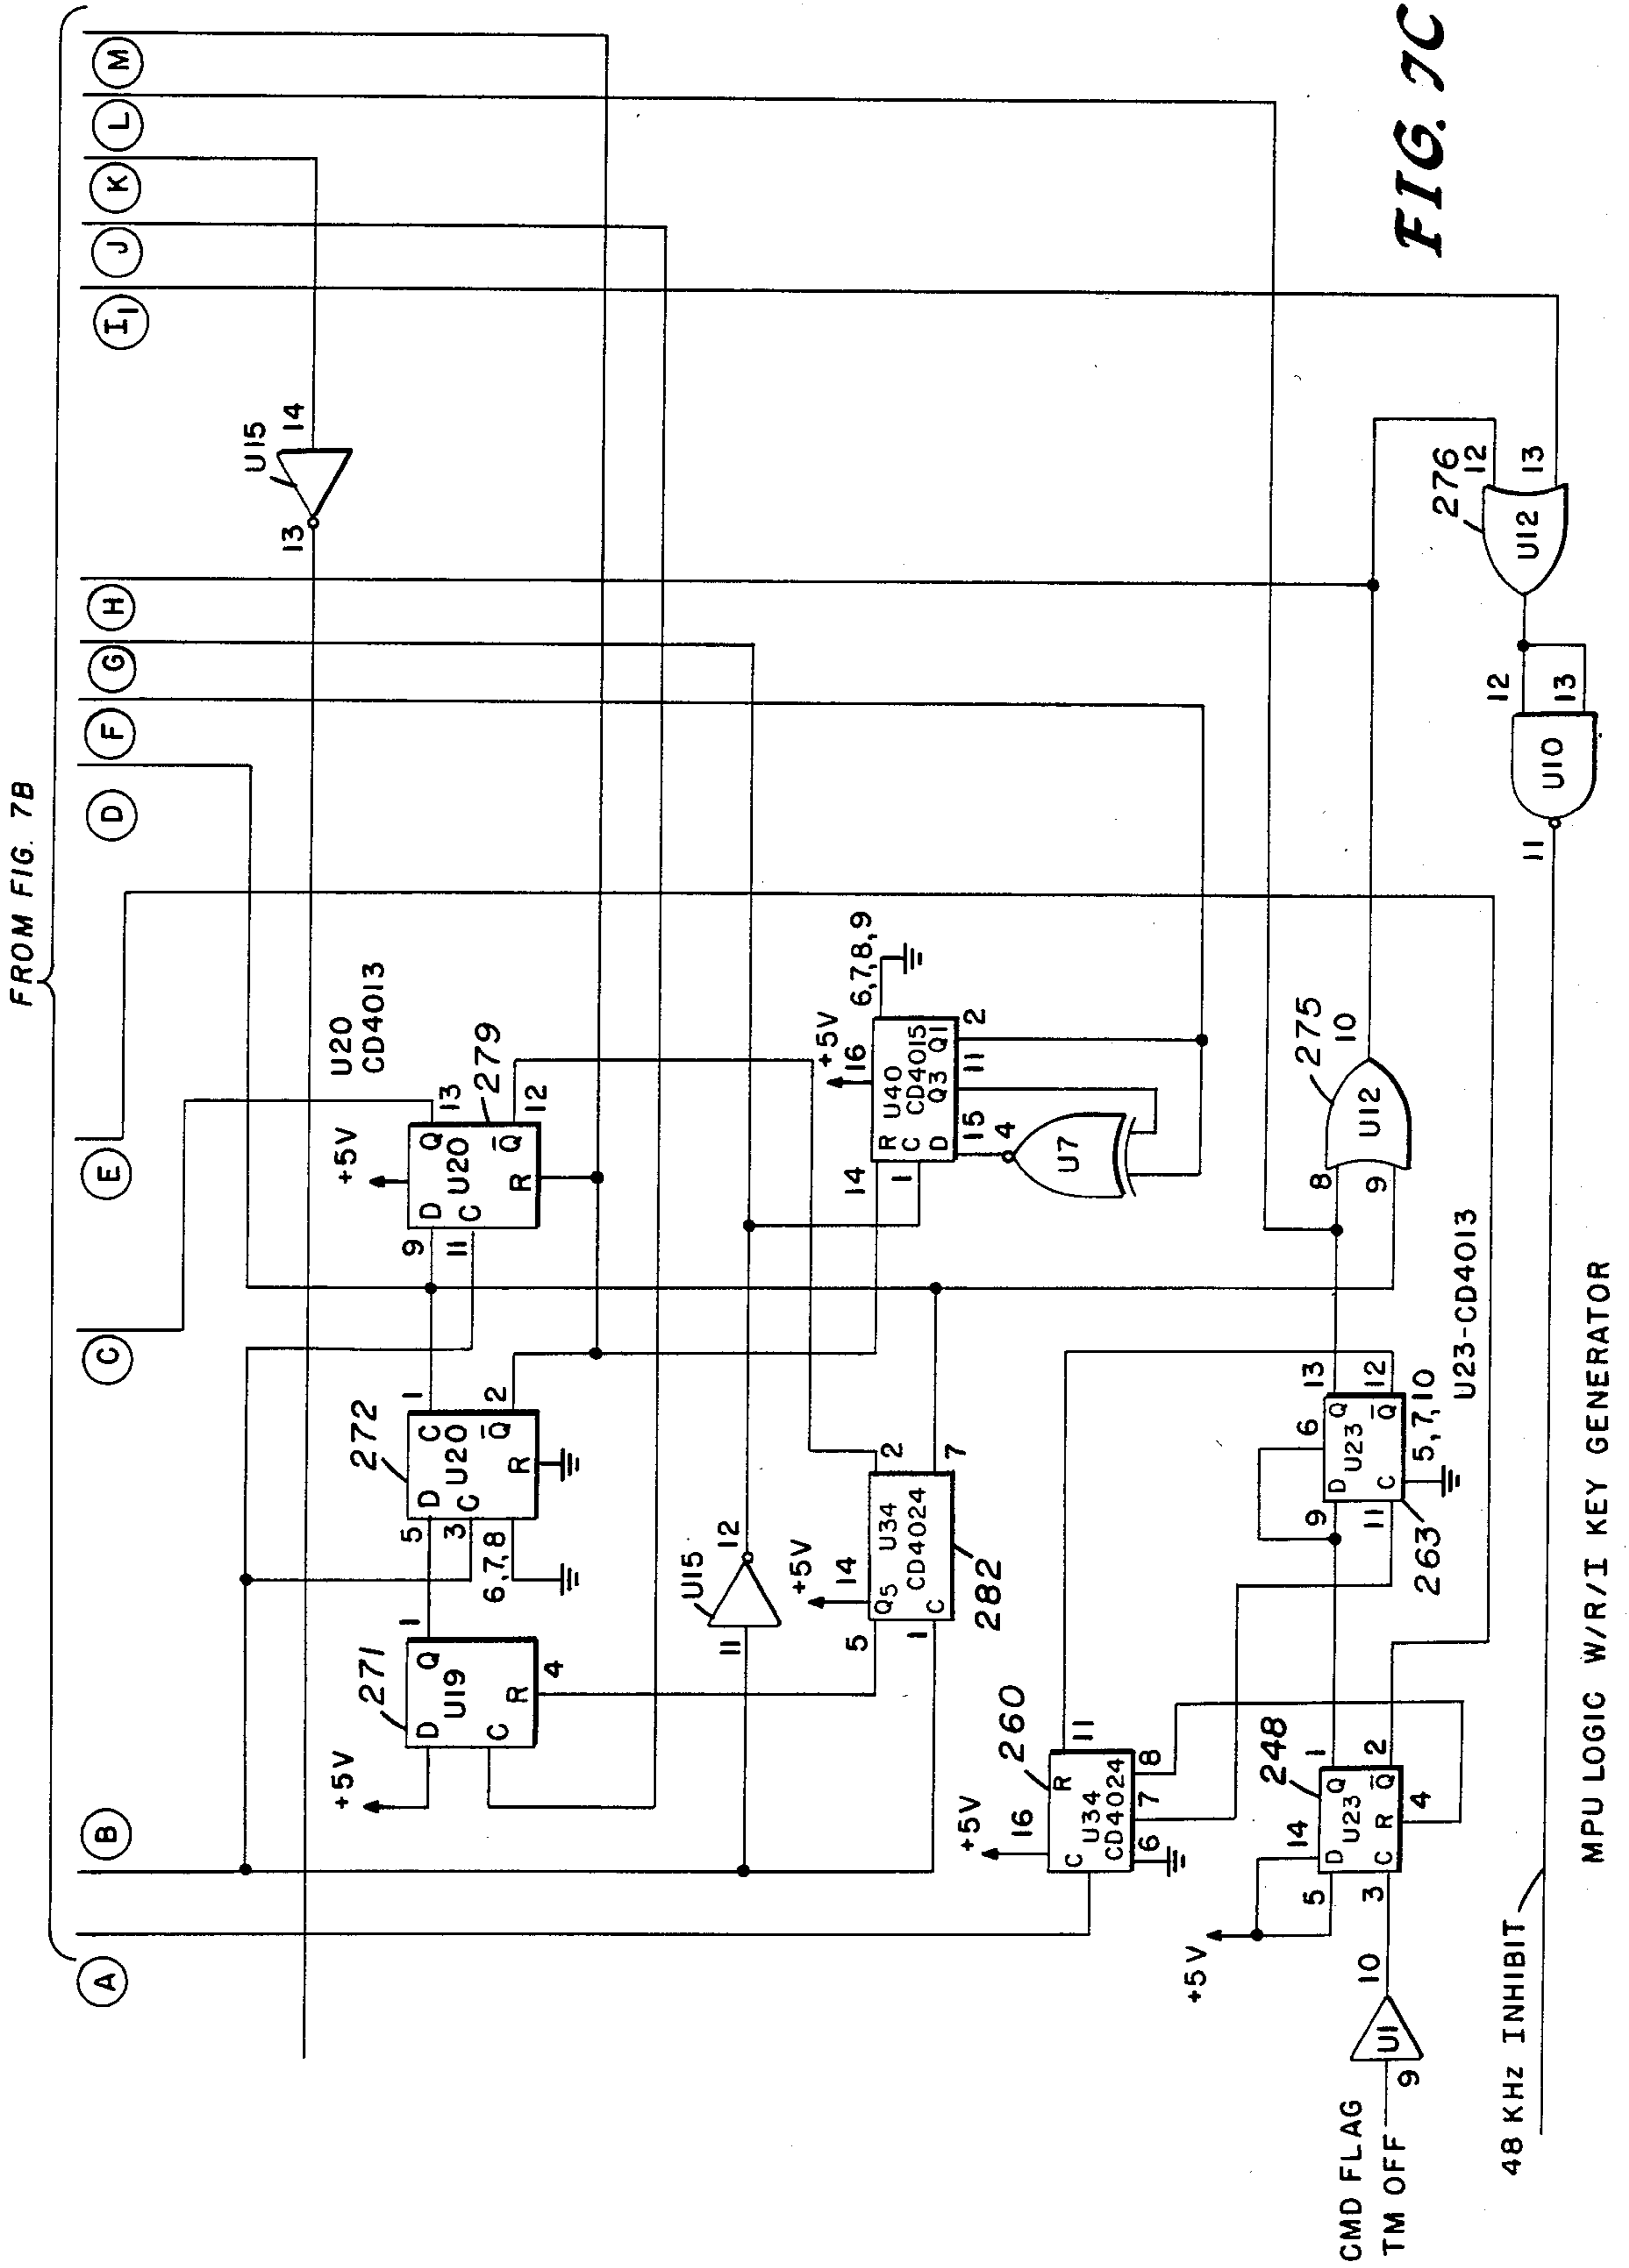 FROM FIG. 7B
A
B
C
E
D
F
G
H
I1
J
K
L
M
+5V
271
D
Q
U19
C
R
1
4
272
5
3
6,7,8
D
C
C
U20
Q̅
R
1
2
+5V
U20
CD4013
9
11
D
Q
C
U20
Q̅
R
13
279
12
13
U15
14
U15
11
12
+5V
14
5
1
Q5
U34
CD4024
C
2
7
282
+5V
16
6,7,8,9
14
1
R
U40
C
CD4015
D
Q3
Q1
15
11
2
4
U7
+5V
16
260
C
U34
CD4024
R
11
6
7
8
CMD FLAG
TM OFF
9
U1
10
+5V
5
3
14
248
D
Q
U23
C
R
Q̅
1
2
4
9
11
6
D
Q
U23
C
Q̅
13
12
5,7,10
263
U23-CD4013
8
9
U12
275
10
276
12
13
U12
12
13
U10
11
48 KHz INHIBIT
MPU LOGIC W/R/I KEY GENERATOR
FIG. 7C